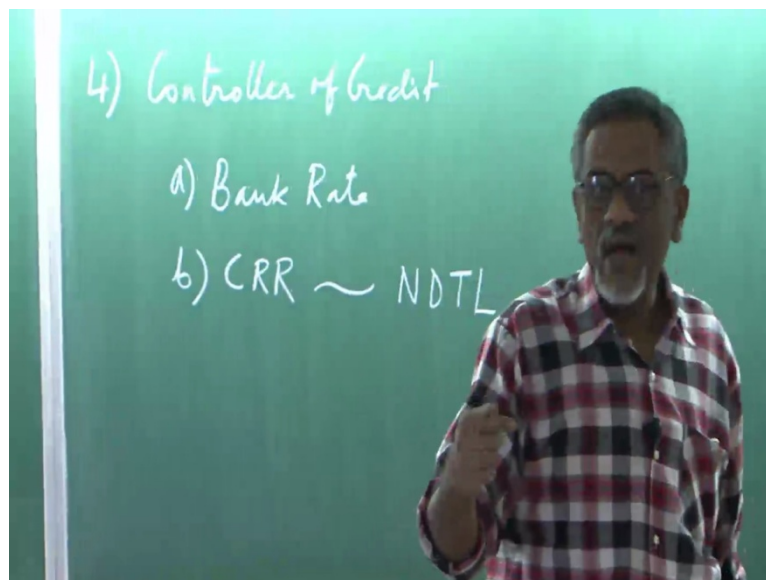 4) Controller of Credit
a) Bank Rate
b) CRR ~ NDTL